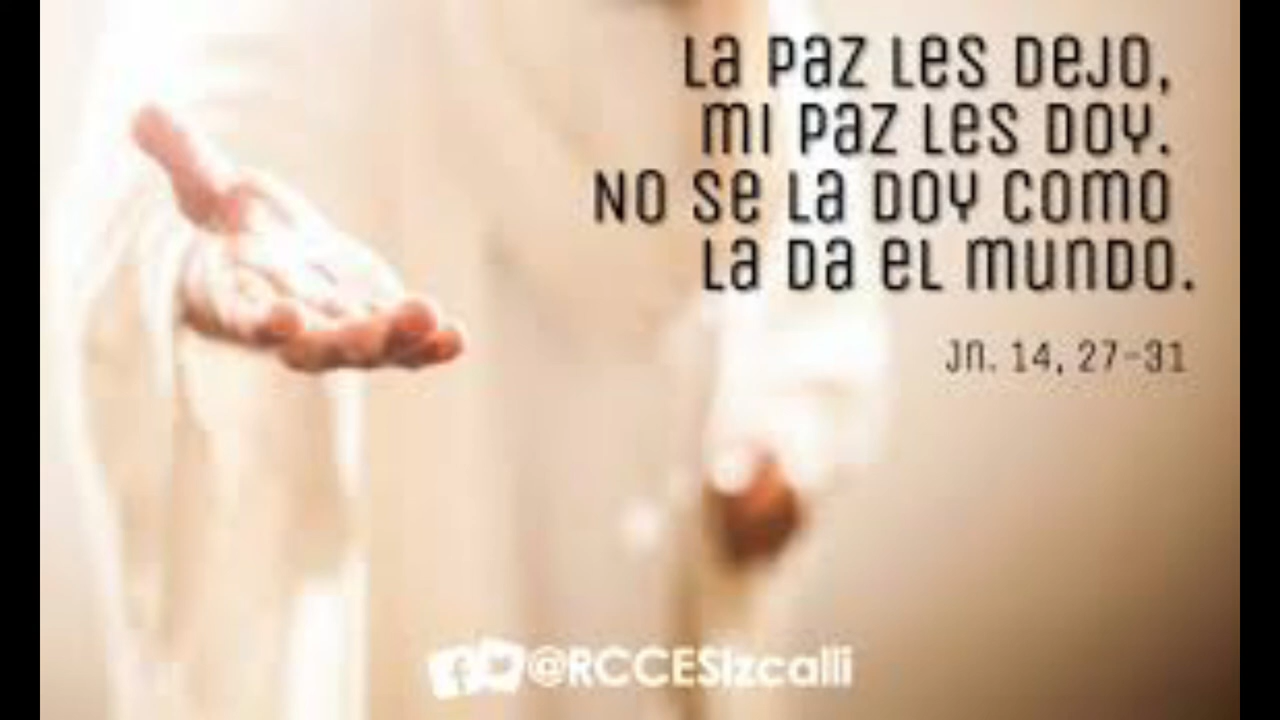 La paz les dejo,
mi paz les doy.
No se la doy como
la da el mundo.
Jn. 14, 27-31
@RCCESIzcalli